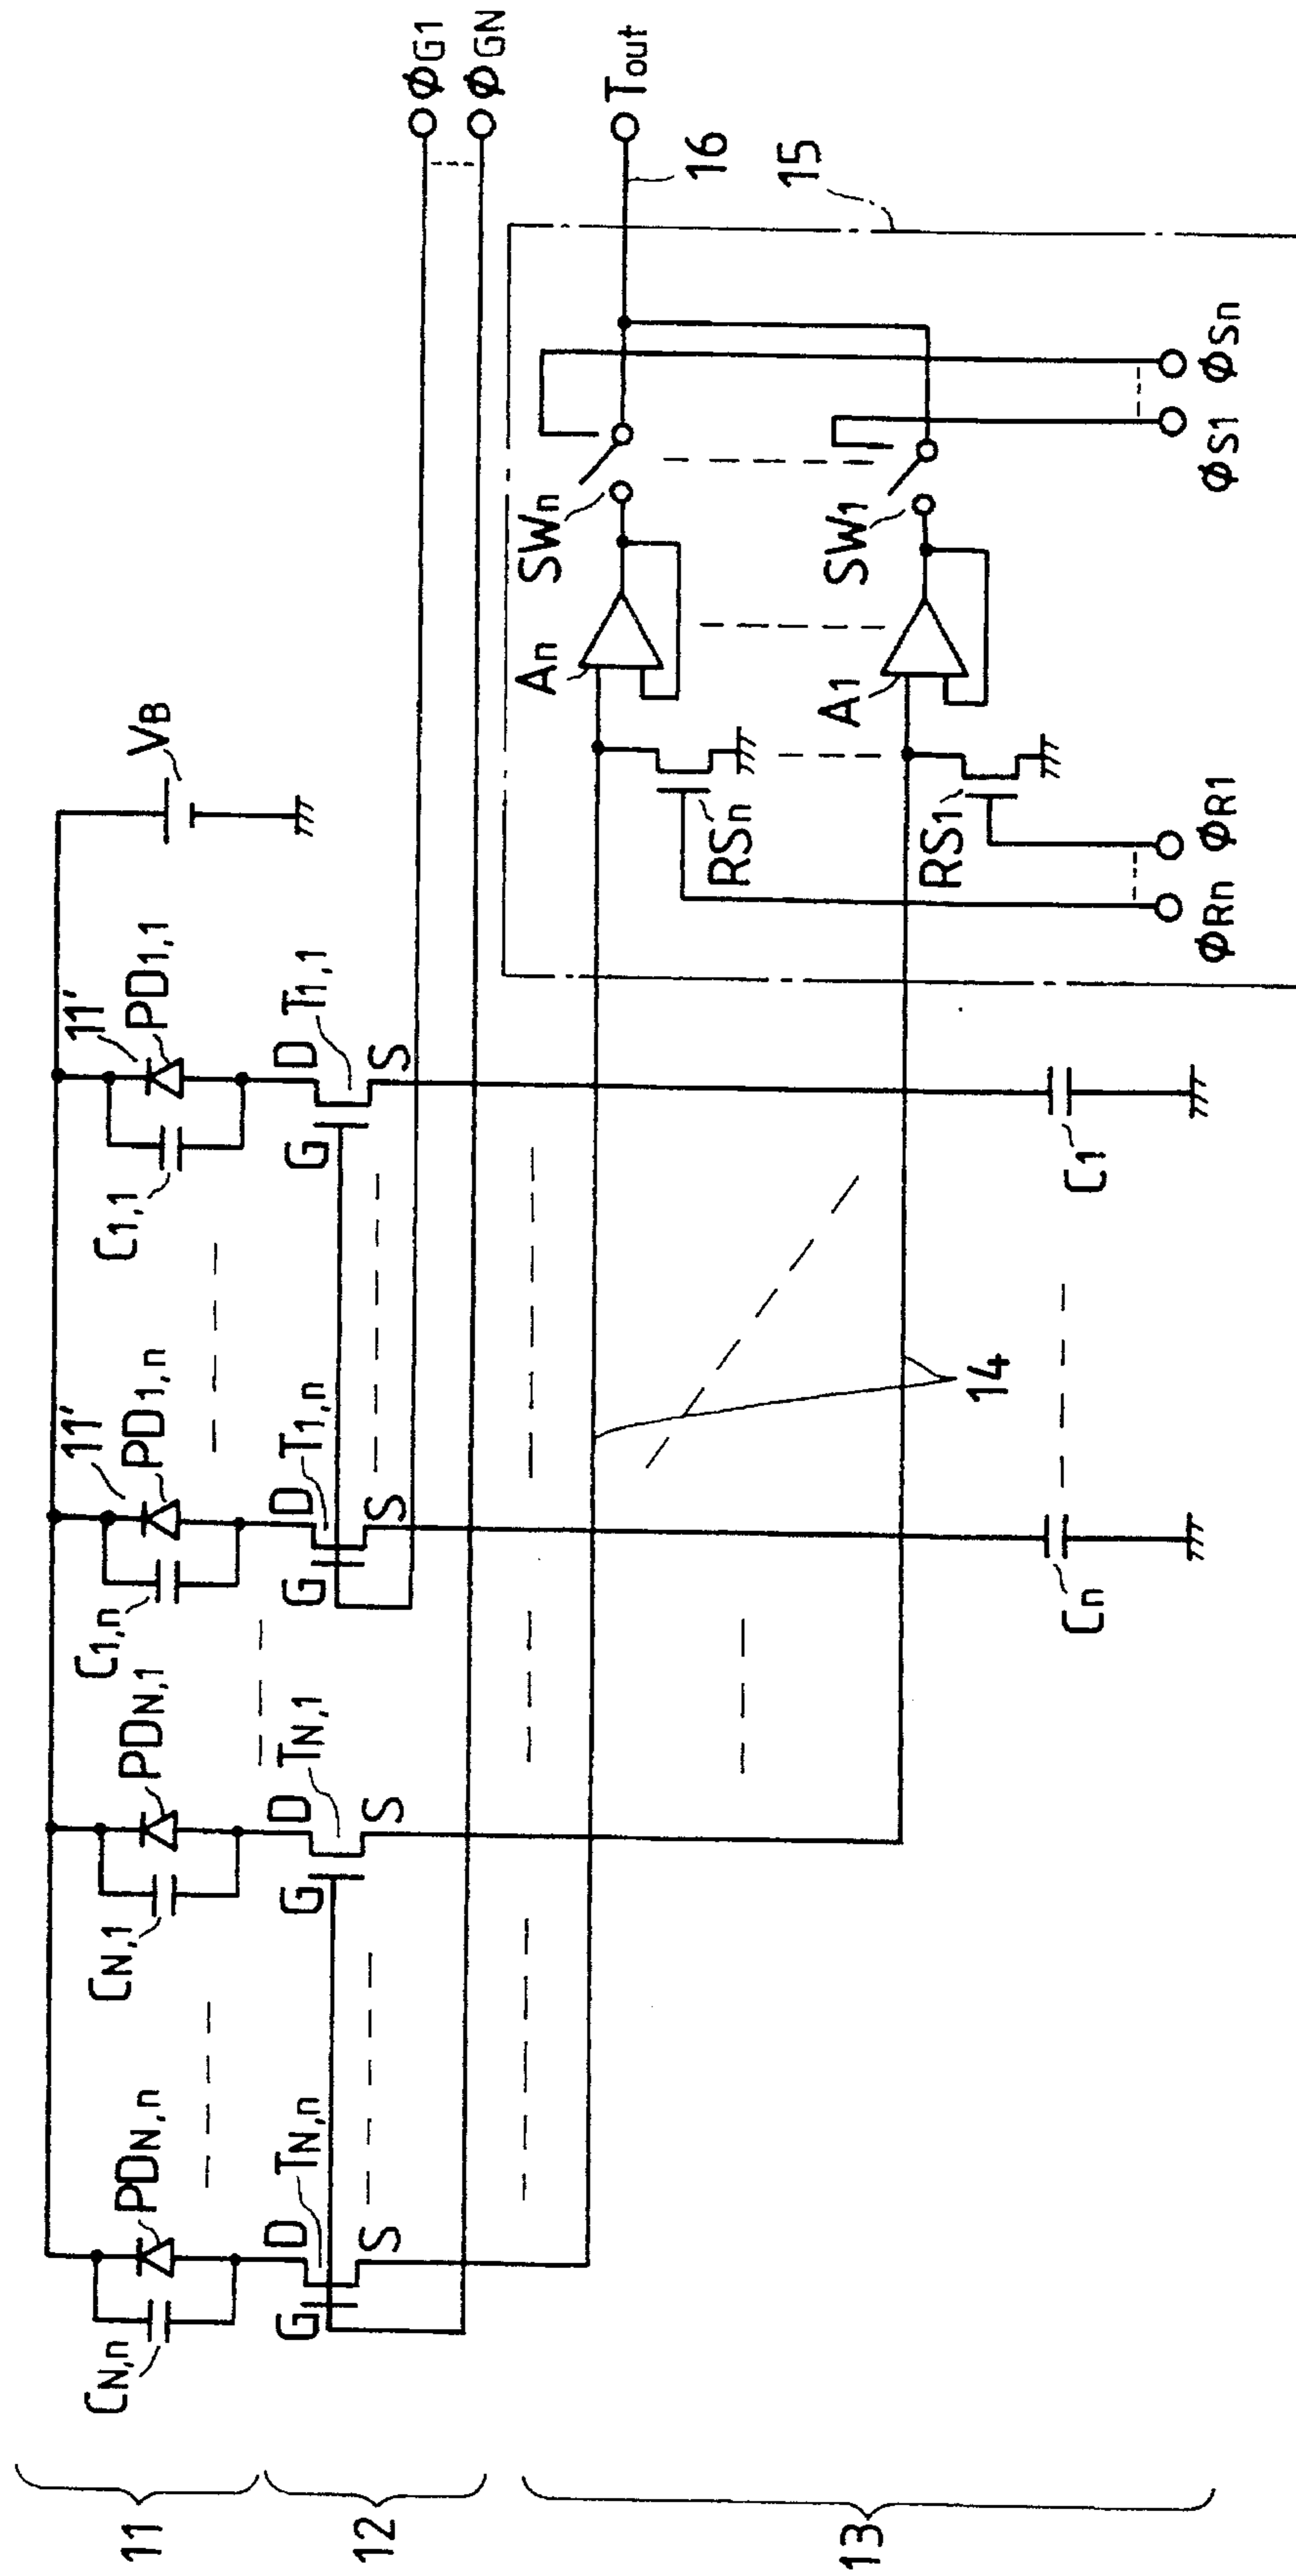 11
12
13
CN,n
PDN,n
CN,1
PDN,1
C1,n
11'
PD1,n
C1,1
11'
PD1,1
VB
G
D
TN,n
S
G
D
TN,1
S
G
D
T1,n
S
G
D
T1,1
S
ΦG1
ΦGN
An
SWn
Tout
16
15
RSn
A1
SW1
RS1
14
Cn
C1
ΦRn
ΦR1
ΦS1
ΦSn